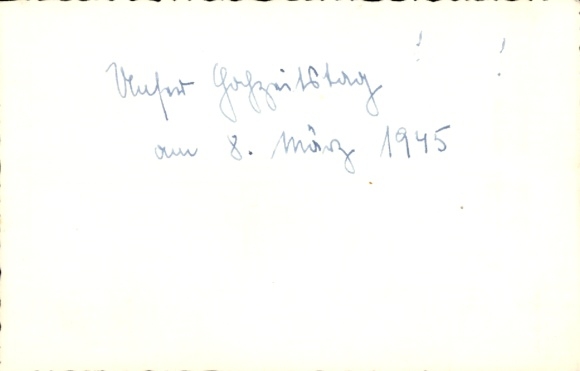 Unser Hochzeitstag ! !
am 8. März 1945